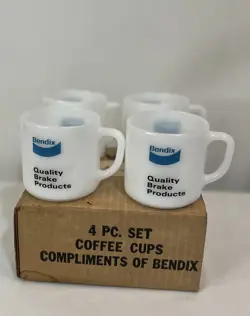 Bendix
Quality
Brake
Products
Bendix
Quality
Brake
Products
4 PC. SET
COFFEE CUPS
COMPLIMENTS OF BENDIX